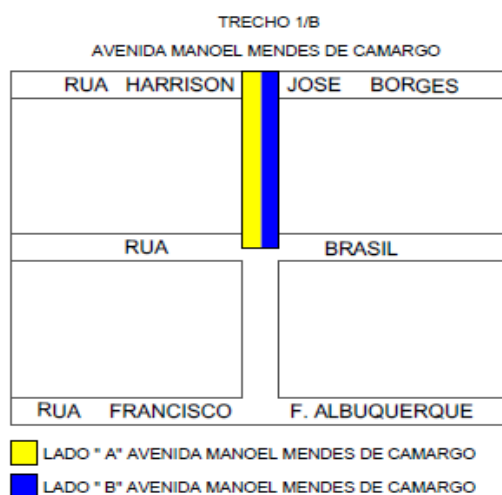 TRECHO 1/B
AVENIDA MANOEL MENDES DE CAMARGO
RUA HARRISON JOSE BORGES
RUA BRASIL
RUA FRANCISCO F. ALBUQUERQUE
LADO " A" AVENIDA MANOEL MENDES DE CAMARGO
LADO " B" AVENIDA MANOEL MENDES DE CAMARGO